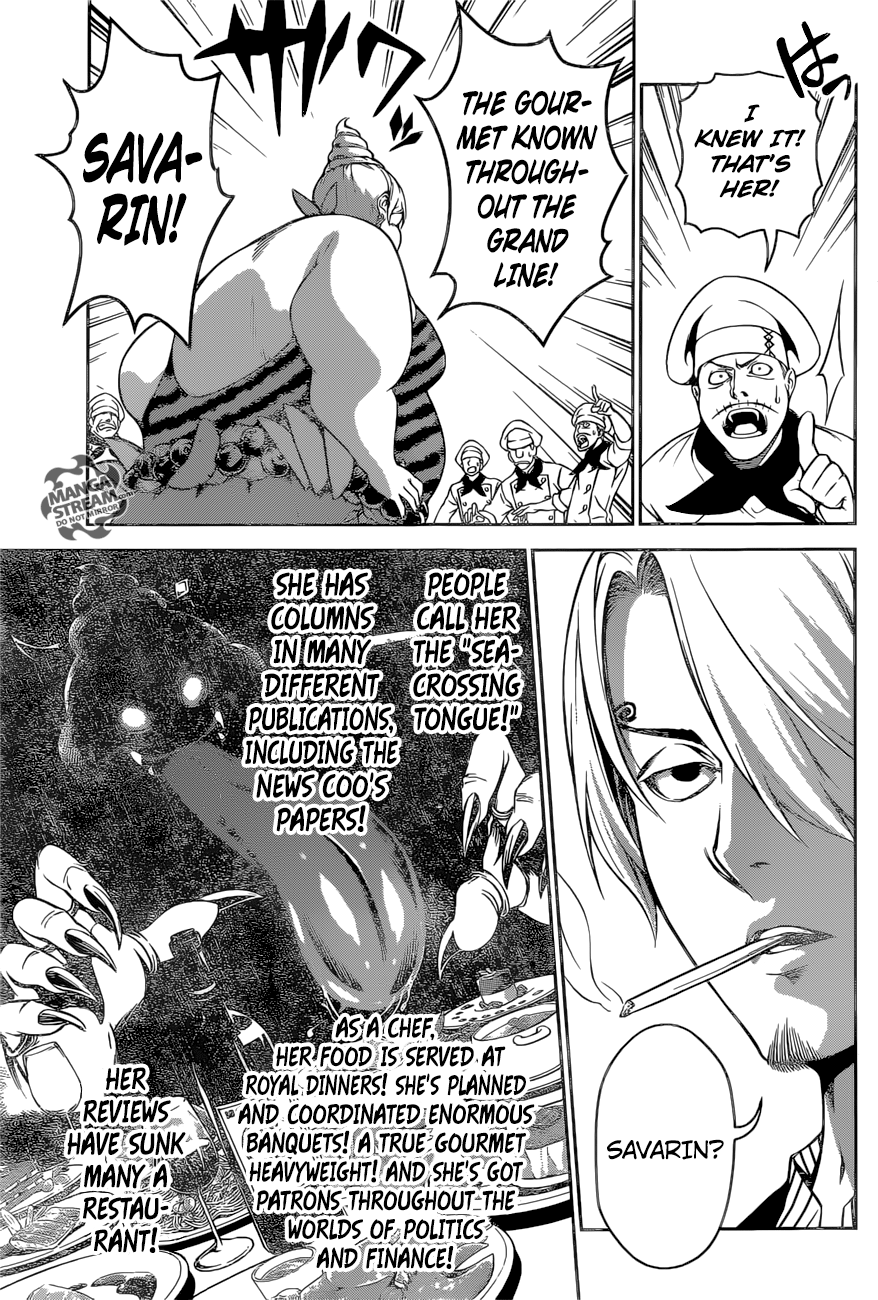 はっ
I
KNEW IT!
THAT'S
HER!
THE GOUR-
MET KNOWN
THROUGH-
OUT THE
GRAND
LINE!
SAVA-
RIN!
MANGA
STREAM.com
DO NOT MIRROR
SAVARIN?
PEOPLE
CALL HER
THE "SEA-
CROSSING
TONGUE!"
SHE HAS
COLUMNS
IN MANY
DIFFERENT
PUBLICATIONS,
INCLUDING THE
NEWS COO'S
PAPERS!
AS A CHEF,
HER FOOD IS SERVED AT
ROYAL DINNERS! SHE'S PLANNED
AND COORDINATED ENORMOUS
BANQUETS! A TRUE GOURMET
HEAVYWEIGHT! AND SHE'S GOT
PATRONS THROUGHOUT THE
WORLDS OF POLITICS
AND FINANCE!
HER
REVIEWS
HAVE SUNK
MANY A
RESTAU-
RANT!